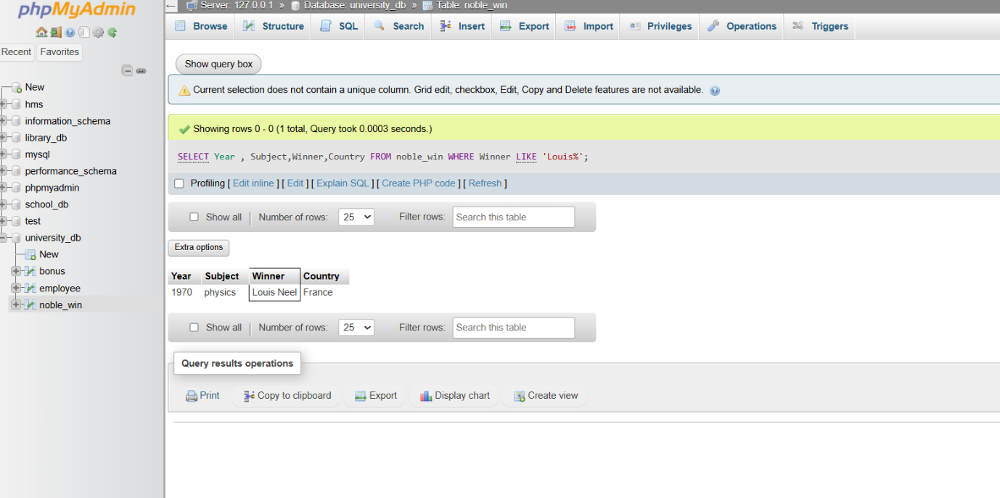 phpMyAdmin
Recent Favorites
New
hms
information_schema
library_db
mysql
performance_schema
phpmyadmin
school_db
test
university_db
New
bonus
employee
noble_win
Server: 127.0.0.1 » Database: university_db » Table: noble_win
Browse Structure SQL Search Insert Export Import Privileges Operations Triggers
Show query box
Current selection does not contain a unique column. Grid edit, checkbox, Edit, Copy and Delete features are not available.
Showing rows 0 - 0 (1 total, Query took 0.0003 seconds.)
SELECT Year , Subject,Winner,Country FROM noble_win WHERE Winner LIKE 'Louis%';
Profiling [ Edit inline ] [ Edit ] [ Explain SQL ] [ Create PHP code ] [ Refresh ]
Show all | Number of rows: 25 Filter rows: Search this table
Extra options
Year Subject Winner Country
1970 physics Louis Neel France
Show all | Number of rows: 25 Filter rows: Search this table
Query results operations
Print Copy to clipboard Export Display chart Create view